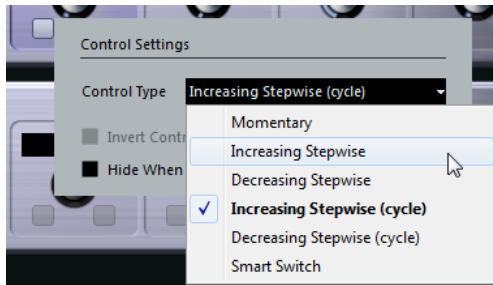 Control Settings
Control Type Increasing Stepwise (cycle)
Momentary
Invert Contr
Increasing Stepwise
Hide When
Decreasing Stepwise
Increasing Stepwise (cycle)
Decreasing Stepwise (cycle)
Smart Switch